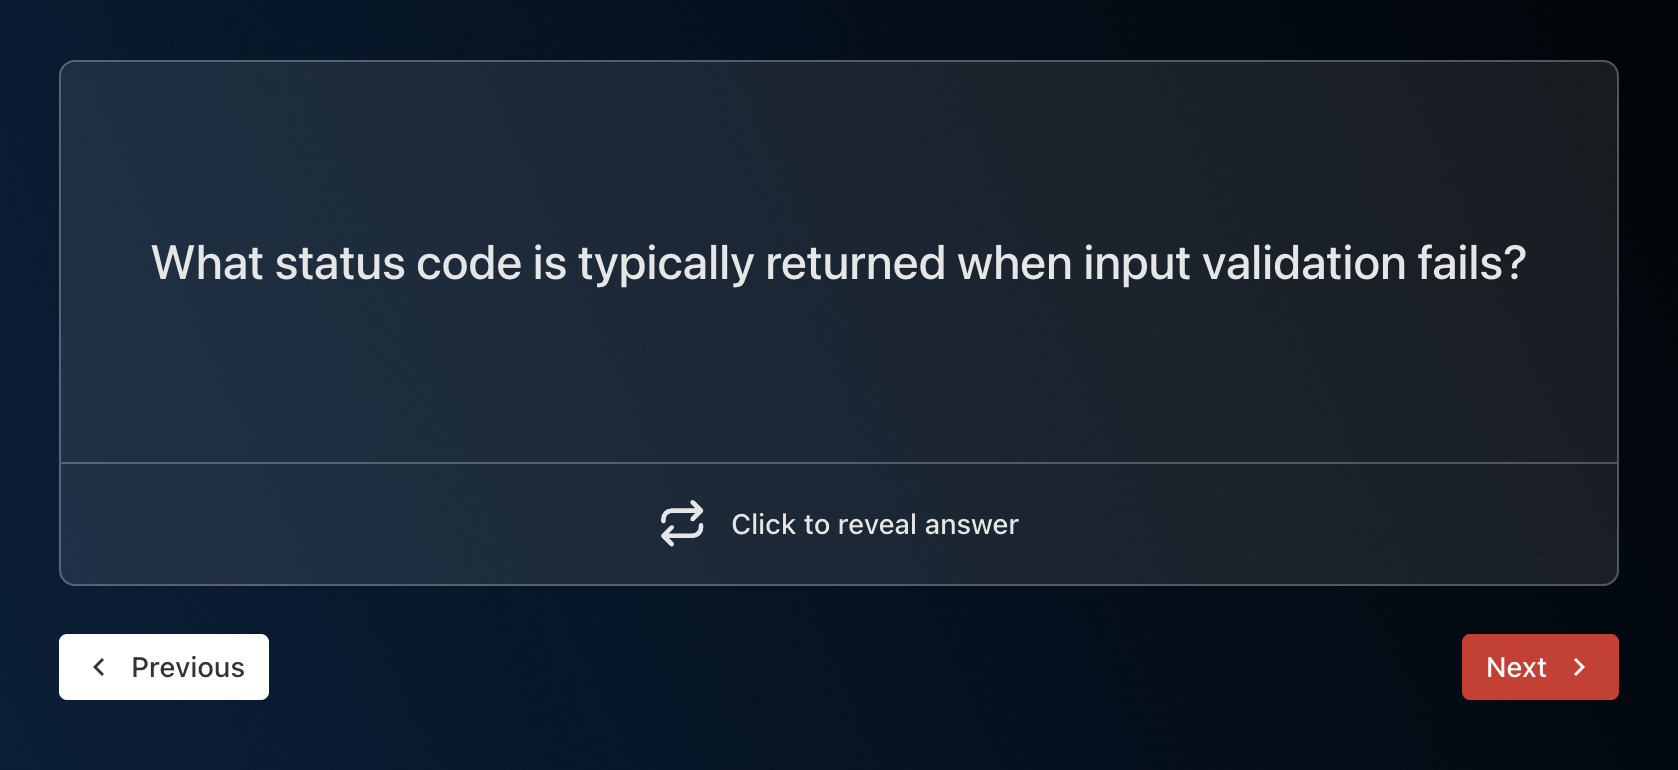 What status code is typically returned when input validation fails?
Click to reveal answer
Previous
Next